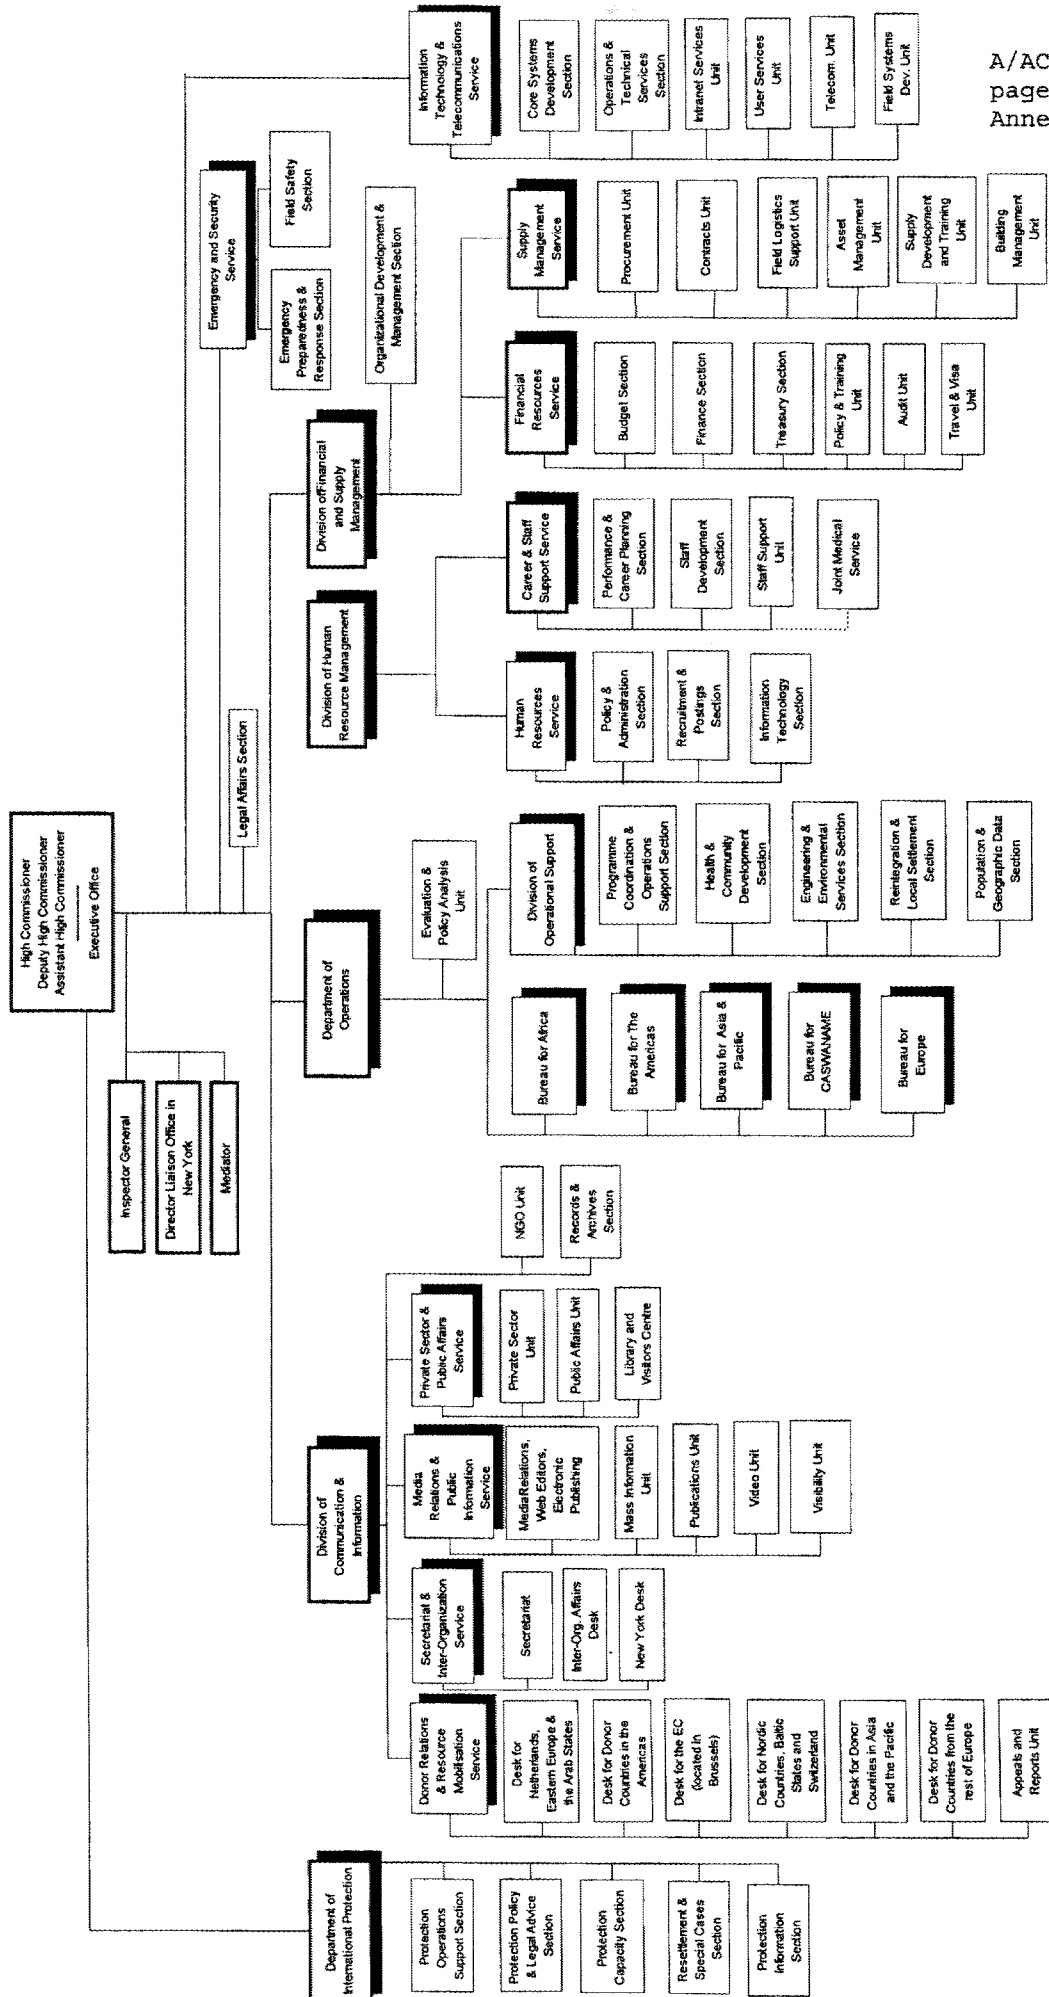 A/AC
page
Anne
High Commissioner
Deputy High Commissioner
Assistant High Commissioner
Executive Office
Inspector General
Director Liaison Office in
New York
Mediator
Legal Affairs Section
Emergency and Security
Service
Emergency
Preparedness &
Response Section
Field Safety
Section
Department of
International Protection
Protection
Operations
Support Section
Protection Policy
& Legal Advice
Section
Protection
Capacity Section
Resettlement &
Special Cases
Section
Protection
Information
Section
Division of
Communication &
Information
Donor Relations
& Resource
Mobilisation
Service
Desk for
Netherlands,
Eastern Europe &
the Arab States
Desk for Donor
Countries in the
Americas
Desk for the EC
(located in
Brussels)
Desk for Nordic
Countries, Baltic
States and
Switzerland
Desk for Donor
Countries in Asia
and the Pacific
Desk for Donor
Countries from the
rest of Europe
Appeals and
Reports Unit
Secretariat &
Inter-Organization
Service
Secretariat
Inter-Org. Affairs
Desk
New York Desk
Media
Relations &
Public
Information
Service
MediaRelations,
Web Editors,
Electronic
Publishing
Mass Information
Unit
Publications Unit
Video Unit
Visibility Unit
Private Sector &
Public Affairs
Service
Private Sector
Unit
Public Affairs Unit
Library and
Visitors Centre
NGO Unit
Records &
Archives
Section
Department of
Operations
Evaluation &
Policy Analysis
Unit
Bureau for Africa
Bureau for The
Americas
Bureau for Asia &
Pacific
Bureau for
CASWANAME
Bureau for
Europe
Division of
Operational Support
Programme
Coordination &
Operations
Support Section
Health &
Community
Development
Section
Engineering &
Environmental
Services Section
Reintegration &
Local Settlement
Section
Population &
Geographic Data
Section
Division of Human
Resource Management
Human
Resources
Service
Policy &
Administration
Section
Recruitment &
Postings
Section
Information
Technology
Section
Career & Staff
Support Service
Performance &
Career Planning
Section
Staff
Development
Section
Staff Support
Unit
Joint Medical
Service
Division ofFinancial
and Supply
Management
Organizational Development &
Management Section
Financial
Resources
Service
Budget Section
Finance Section
Treasury Section
Policy & Training
Unit
Audit Unit
Travel & Visa
Unit
Supply
Management
Service
Procurement Unit
Contracts Unit
Field Logistics
Support Unit
Asset
Management
Unit
Supply
Development
and Training
Unit
Building
Management
Unit
Information
Technology &
Telecommunications
Service
Core Systems
Development
Section
Operations &
Technical
Services
Section
Intranet Services
Unit
User Services
Unit
Telecom. Unit
Field Systems
Dev. Unit